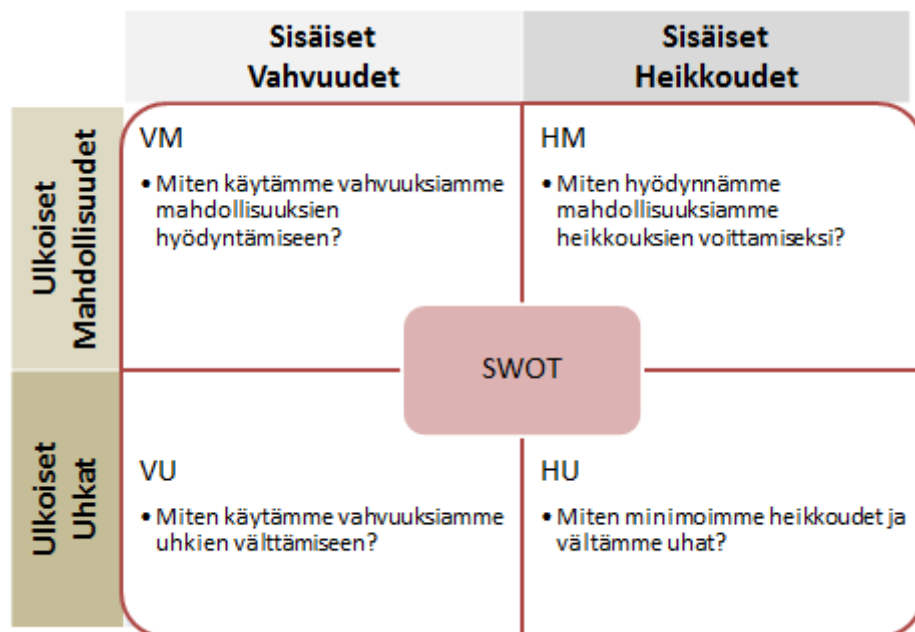 Sisäiset
Vahvuudet
Sisäiset
Heikkoudet
Ulkoiset
Mahdollisuudet
VM
• Miten käytämme vahvuuksiamme
mahdollisuuksien
hyödyntämiseen?
HM
• Miten hyödynnämme
mahdollisuuksiamme
heikkouksien voittamiseksi?
SWOT
Ulkoiset
Uhkat
VU
• Miten käytämme vahvuuksiamme
uhkien välttämiseen?
HU
• Miten minimoimme heikkoudet ja
vältämme uhat?